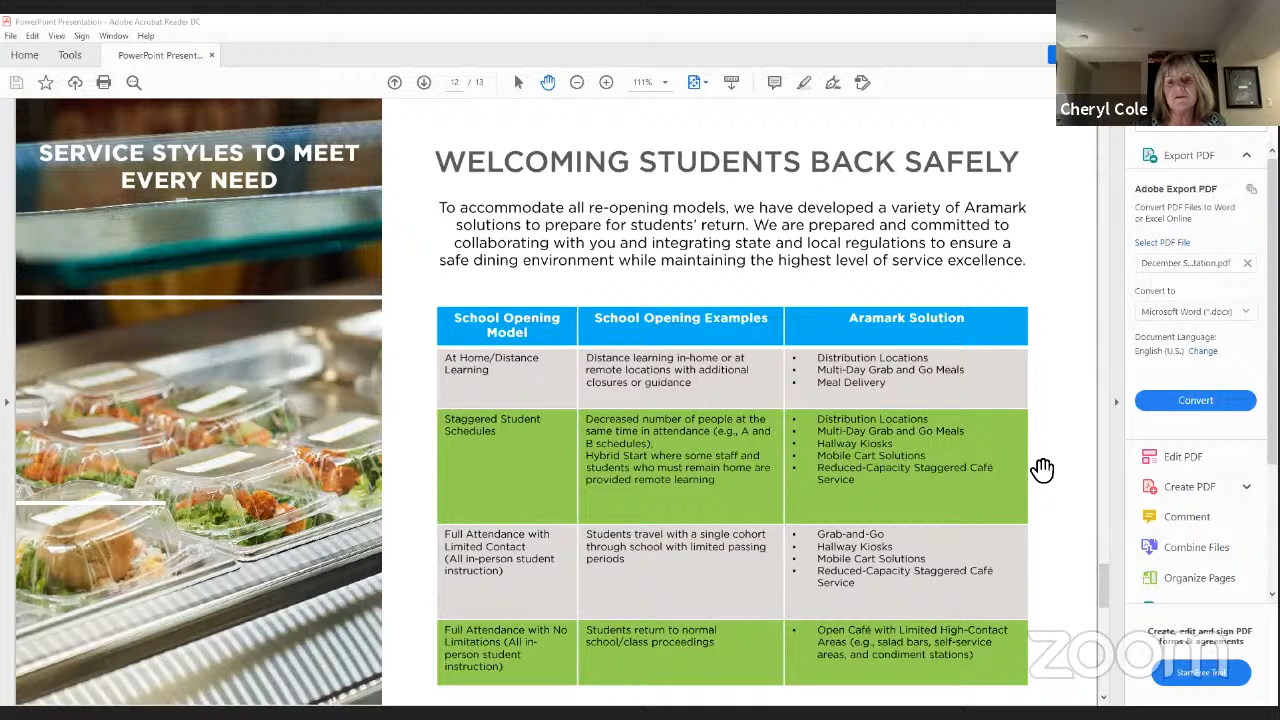 PowerPoint Presentation - Adobe Acrobat Reader DC
File Edit View Sign Window Help
Home Tools PowerPoint Present... ×
12 / 13 111%
Cheryl Cole
SERVICE STYLES TO MEET
EVERY NEED
WELCOMING STUDENTS BACK SAFELY
To accommodate all re-opening models, we have developed a variety of Aramark
solutions to prepare for students' return. We are prepared and committed to
collaborating with you and integrating state and local regulations to ensure a
safe dining environment while maintaining the highest level of service excellence.
School Opening
Model
School Opening Examples
Aramark Solution
At Home/Distance
Learning
Distance learning in-home or at
remote locations with additional
closures or guidance
• Distribution Locations
• Multi-Day Grab and Go Meals
• Meal Delivery
Staggered Student
Schedules
Decreased number of people at the
same time in attendance (e.g., A and
B schedules),
Hybrid Start where some staff and
students who must remain home are
provided remote learning
• Distribution Locations
• Multi-Day Grab and Go Meals
• Hallway Kiosks
• Mobile Cart Solutions
• Reduced-Capacity Staggered Café
Service
Full Attendance with
Limited Contact
(All in-person student
instruction)
Students travel with a single cohort
through school with limited passing
periods
• Grab-and-Go
• Hallway Kiosks
• Mobile Cart Solutions
• Reduced-Capacity Staggered Café
Service
Full Attendance with No
Limitations (All in-
person student
instruction)
Students return to normal
school/class proceedings
• Open Café with Limited High-Contact
Areas (e.g., salad bars, self-service
areas, and condiment stations)
Export PDF
Adobe Export PDF
Convert PDF Files to Word
or Excel Online
Select PDF File
December S...tation.pdf
Convert to
Microsoft Word (*.docx)
Document Language:
English (U.S.) Change
Convert
Edit PDF
Create PDF
Comment
Combine Files
Organize Pages
Create, edit and sign PDF
forms & agreements
Start Free Trial
zoom